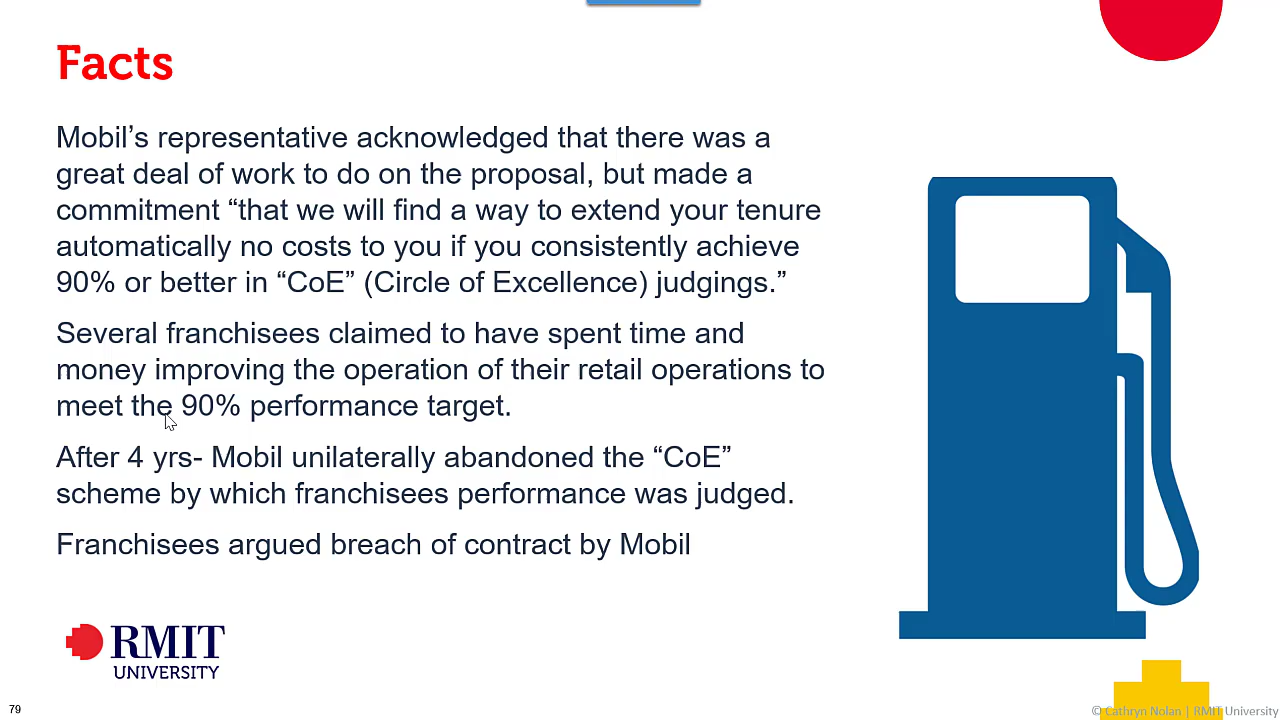 Facts
Mobil’s representative acknowledged that there was a
great deal of work to do on the proposal, but made a
commitment “that we will find a way to extend your tenure
automatically no costs to you if you consistently achieve
90% or better in “CoE” (Circle of Excellence) judgings.”
Several franchisees claimed to have spent time and
money improving the operation of their retail operations to
meet the 90% performance target.
After 4 yrs- Mobil unilaterally abandoned the “CoE”
scheme by which franchisees performance was judged.
Franchisees argued breach of contract by Mobil
RMIT
UNIVERSITY
79
© Cathryn Nolan | RMIT University